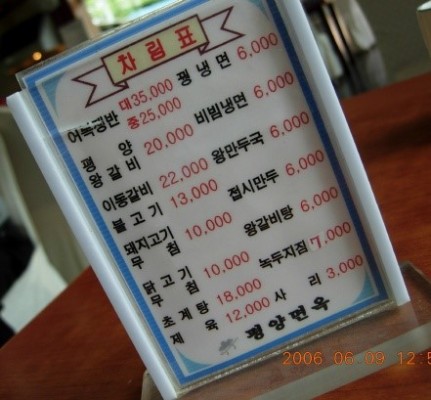 차림표
어복쟁반 대35,000 평냉면 6,000
중25,000
평양왕갈비 20,000 비빔냉면 6,000
이동갈비 22,000 왕만두국 6,000
불고기 13,000
돼지고기무침 10,000 접시만두 6,000
닭고기무침 10,000 왕갈비탕 6,000
초계탕 18,000 녹두지짐 7,000
제육 12,000 사리 3,000
평양면옥
2006 06.09 12:5